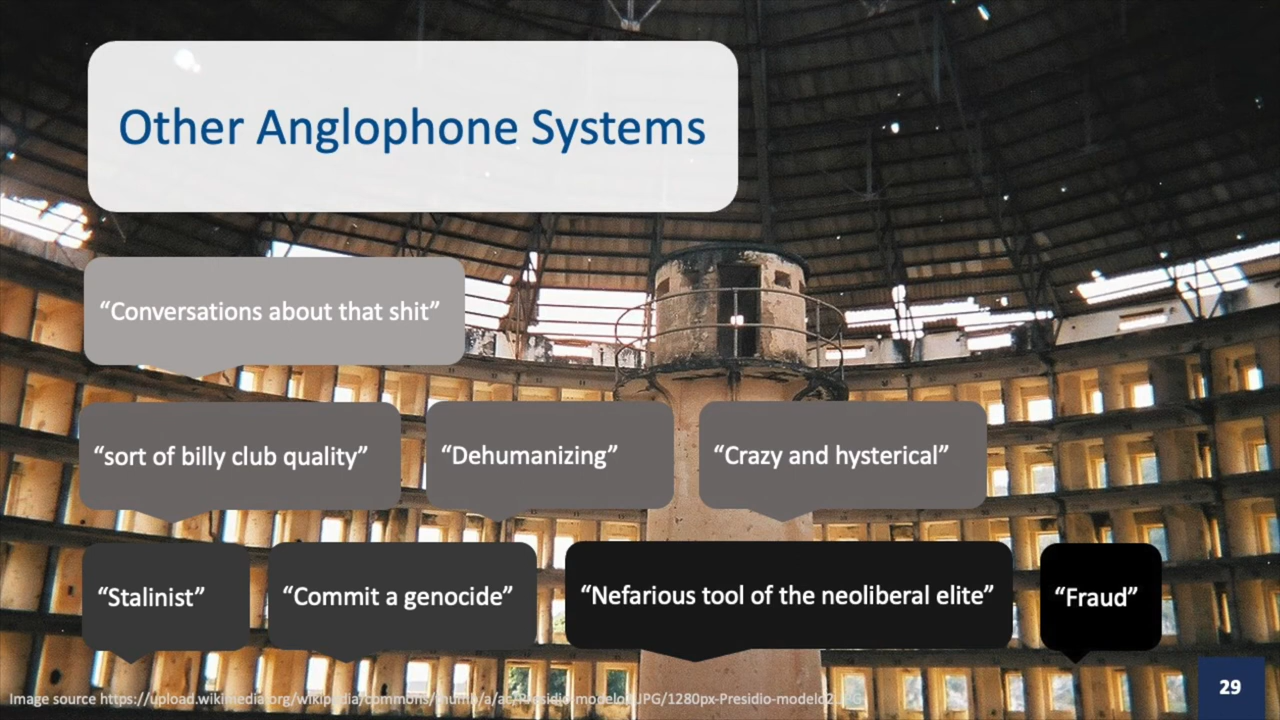 Other Anglophone Systems
“Conversations about that shit”
“sort of billy club quality”
“Dehumanizing”
“Crazy and hysterical”
“Stalinist”
“Commit a genocide”
“Nefarious tool of the neoliberal elite”
“Fraud”
29
Image source https://upload.wikimedia.org/wikipedia/commons/thumb/a/ac/Presidio-modelo2.JPG/1280px-Presidio-modelo2.JPG